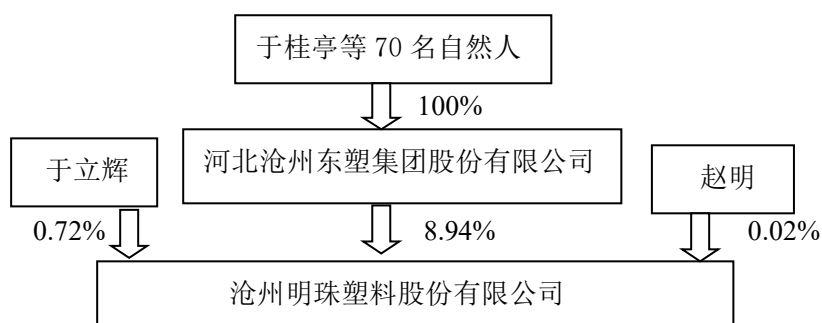 于桂亭等 70 名自然人
100%
于立辉
河北沧州东塑集团股份有限公司
赵明
0.72%
8.94%
0.02%
沧州明珠塑料股份有限公司